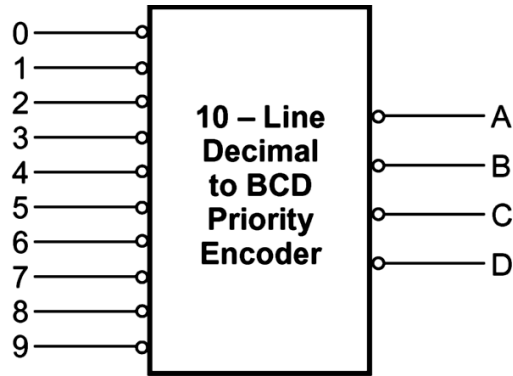 0
1
2
3
4
5
6
7
8
9
10 – Line
Decimal
to BCD
Priority
Encoder
A
B
C
D